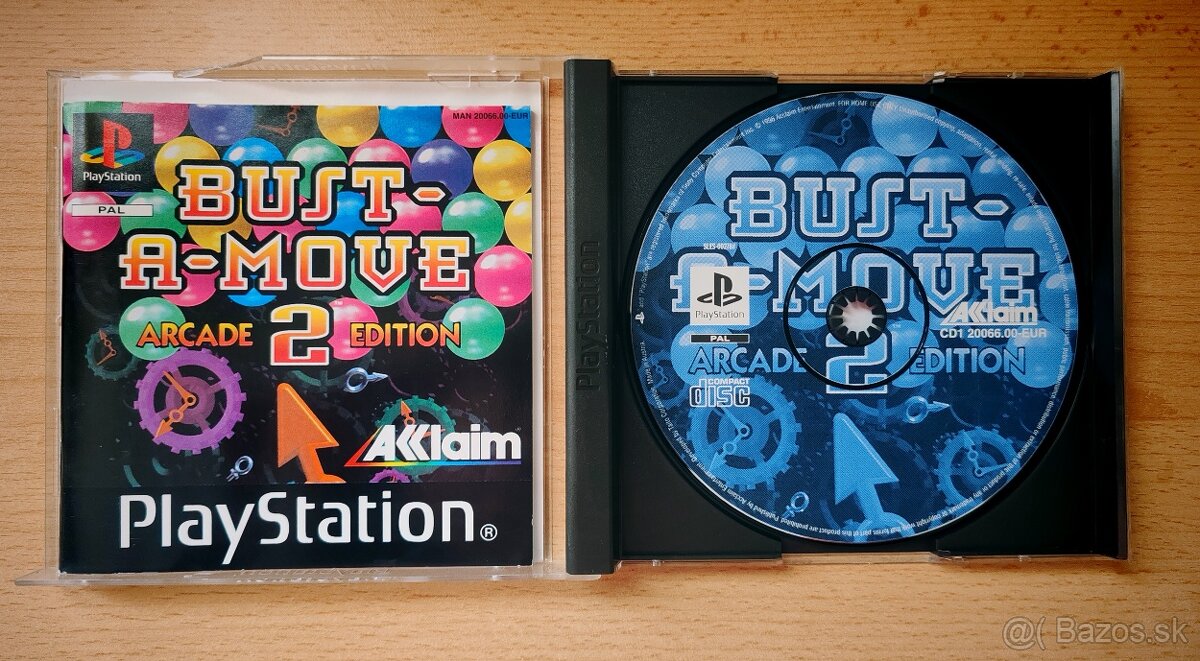 MAN 20066.00-EUR
PlayStation
PAL
BUST-
A-MOVE
ARCADE 2 EDITION
Acclaim
PlayStation®
PlayStation
BUST-
A-MOVE
PlayStation
PAL
Acclaim
CD1 20066.00-EUR
ARCADE 2 EDITION
COMPACT
disc
@( Bazos.sk